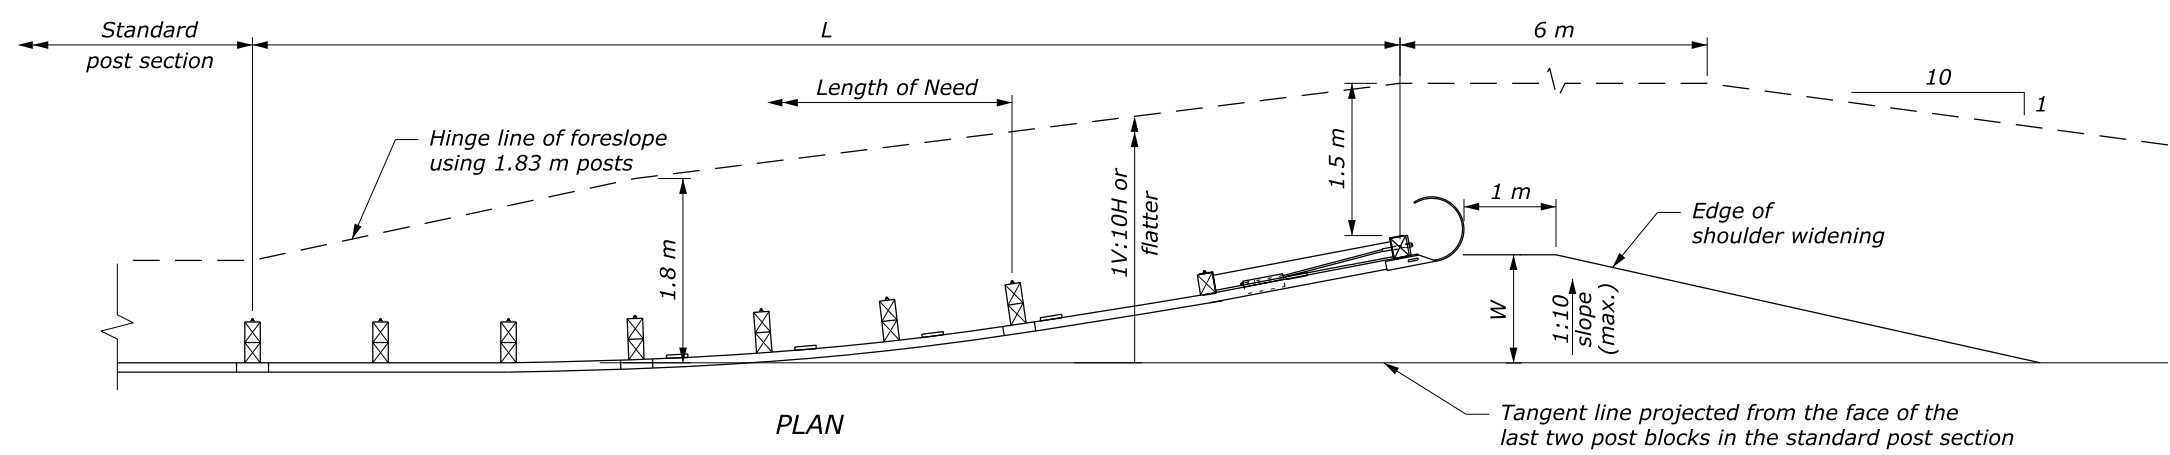 Standard
post section
L
6 m
Length of Need
10
1
Hinge line of foreslope
using 1.83 m posts
1.8 m
1V:10H or
flatter
1.5 m
1 m
Edge of
shoulder widening
W
1:10
slope
(max.)
Tangent line projected from the face of the
last two post blocks in the standard post section
PLAN